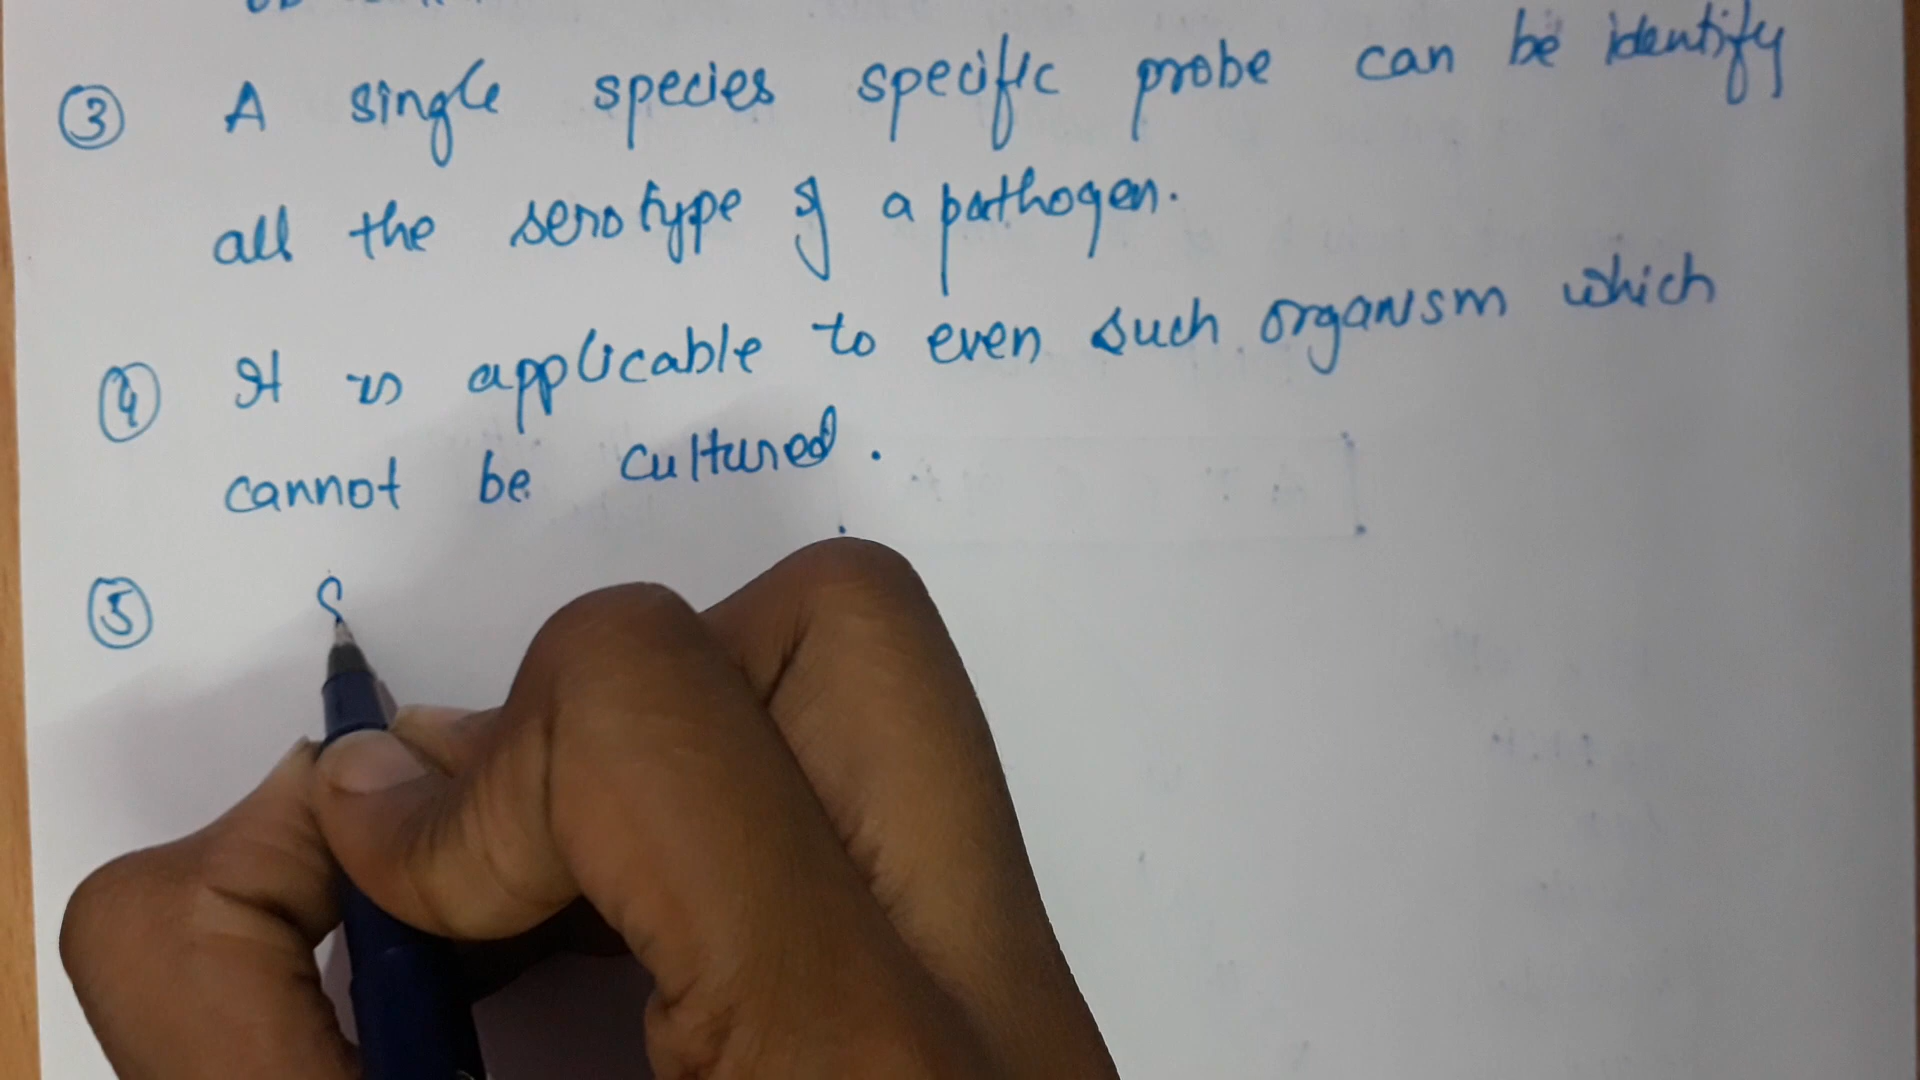 ③ A single species specific probe can be identify
all the serotype of a pathogen.
④ It is applicable to even such organism which
cannot be cultured.
⑤ S